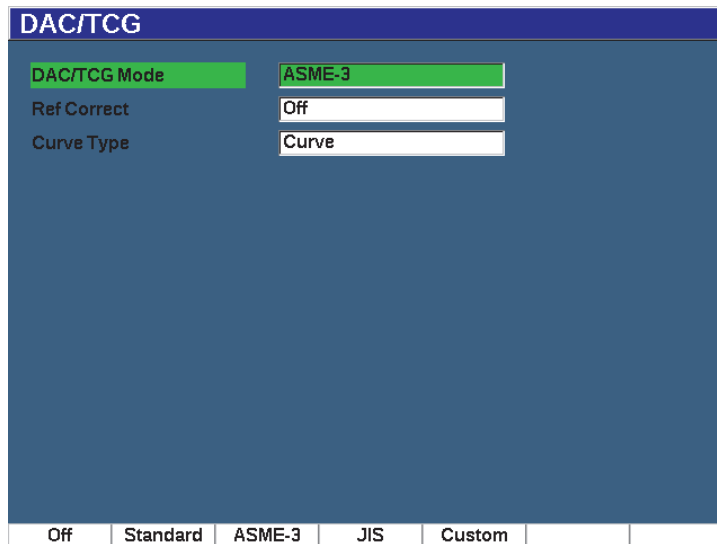 DAC/TCG
DAC/TCG Mode ASME-3
Ref Correct Off
Curve Type Curve
Off Standard ASME-3 JIS Custom